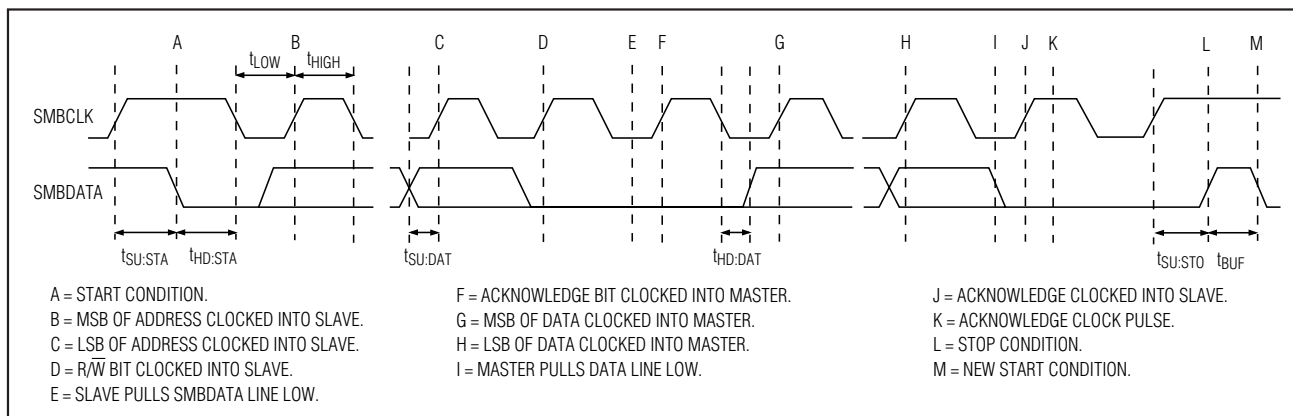 A B C D E F G H I J K L M
tLOW tHIGH
SMBCLK
SMBDATA
tSU:STA tHD:STA tSU:DAT tHD:DAT tSU:STO tBUF
A = START CONDITION.
B = MSB OF ADDRESS CLOCKED INTO SLAVE.
C = LSB OF ADDRESS CLOCKED INTO SLAVE.
D = R/W̅ BIT CLOCKED INTO SLAVE.
E = SLAVE PULLS SMBDATA LINE LOW.
F = ACKNOWLEDGE BIT CLOCKED INTO MASTER.
G = MSB OF DATA CLOCKED INTO MASTER.
H = LSB OF DATA CLOCKED INTO MASTER.
I = MASTER PULLS DATA LINE LOW.
J = ACKNOWLEDGE CLOCKED INTO SLAVE.
K = ACKNOWLEDGE CLOCK PULSE.
L = STOP CONDITION.
M = NEW START CONDITION.